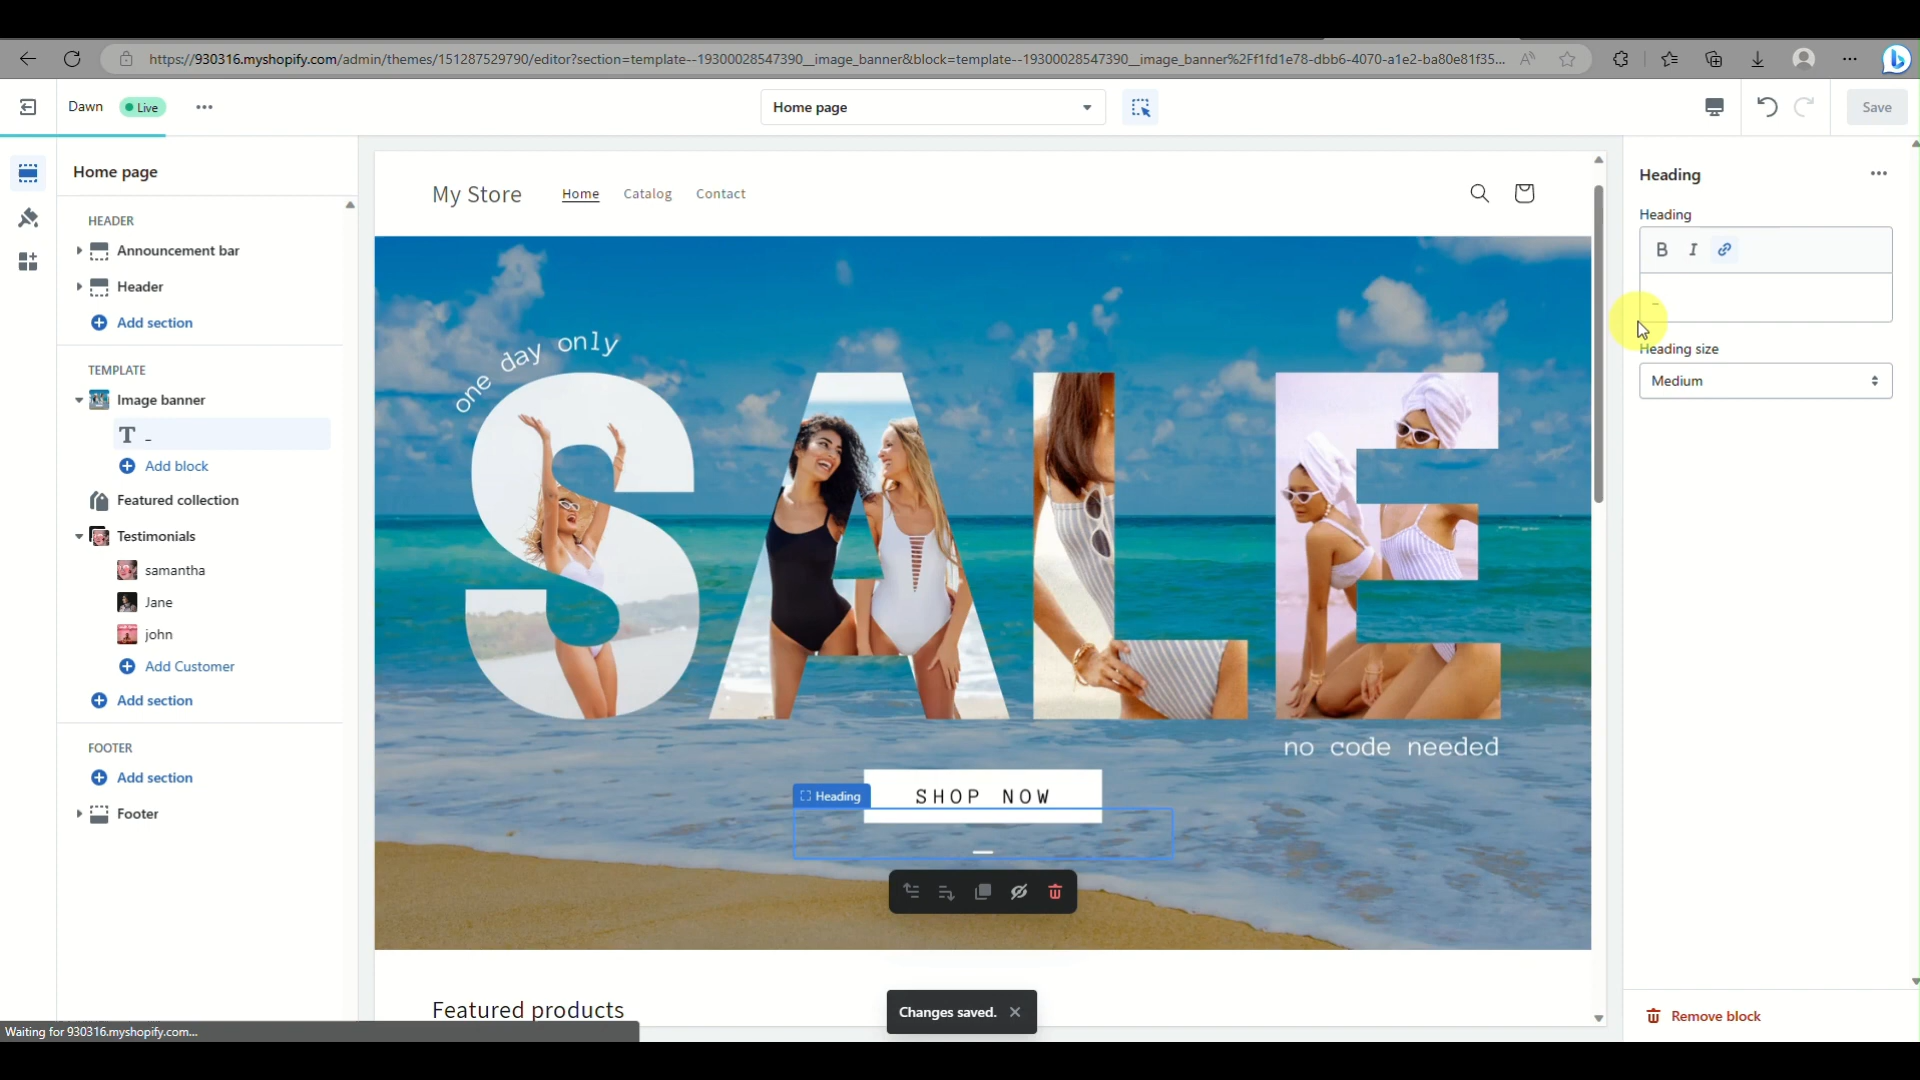 https://930316.myshopify.com/admin/themes/151287529790/editor?section=template--19300028547390__image_banner&block=template--19300028547390__image_banner%2Ff1fd1e78-dbb6-4070-a1e2-ba80e81f35...
Dawn
Live
Home page
Save
Home page
HEADER
Announcement bar
Header
Add section
TEMPLATE
Image banner
_
Add block
Featured collection
Testimonials
samantha
Jane
john
Add Customer
Add section
FOOTER
Add section
Footer
My Store
Home
Catalog
Contact
one day only
SALE
no code needed
SHOP NOW
Heading
_
Featured products
Changes saved.
Heading
Heading
B
I
_
Heading size
Medium
Remove block
Waiting for 930316.myshopify.com...